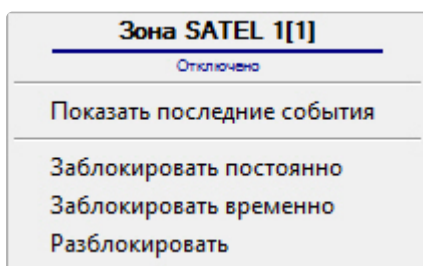 Зона SATEL 1[1]
Отключено
Показать последние события
Заблокировать постоянно
Заблокировать временно
Разблокировать